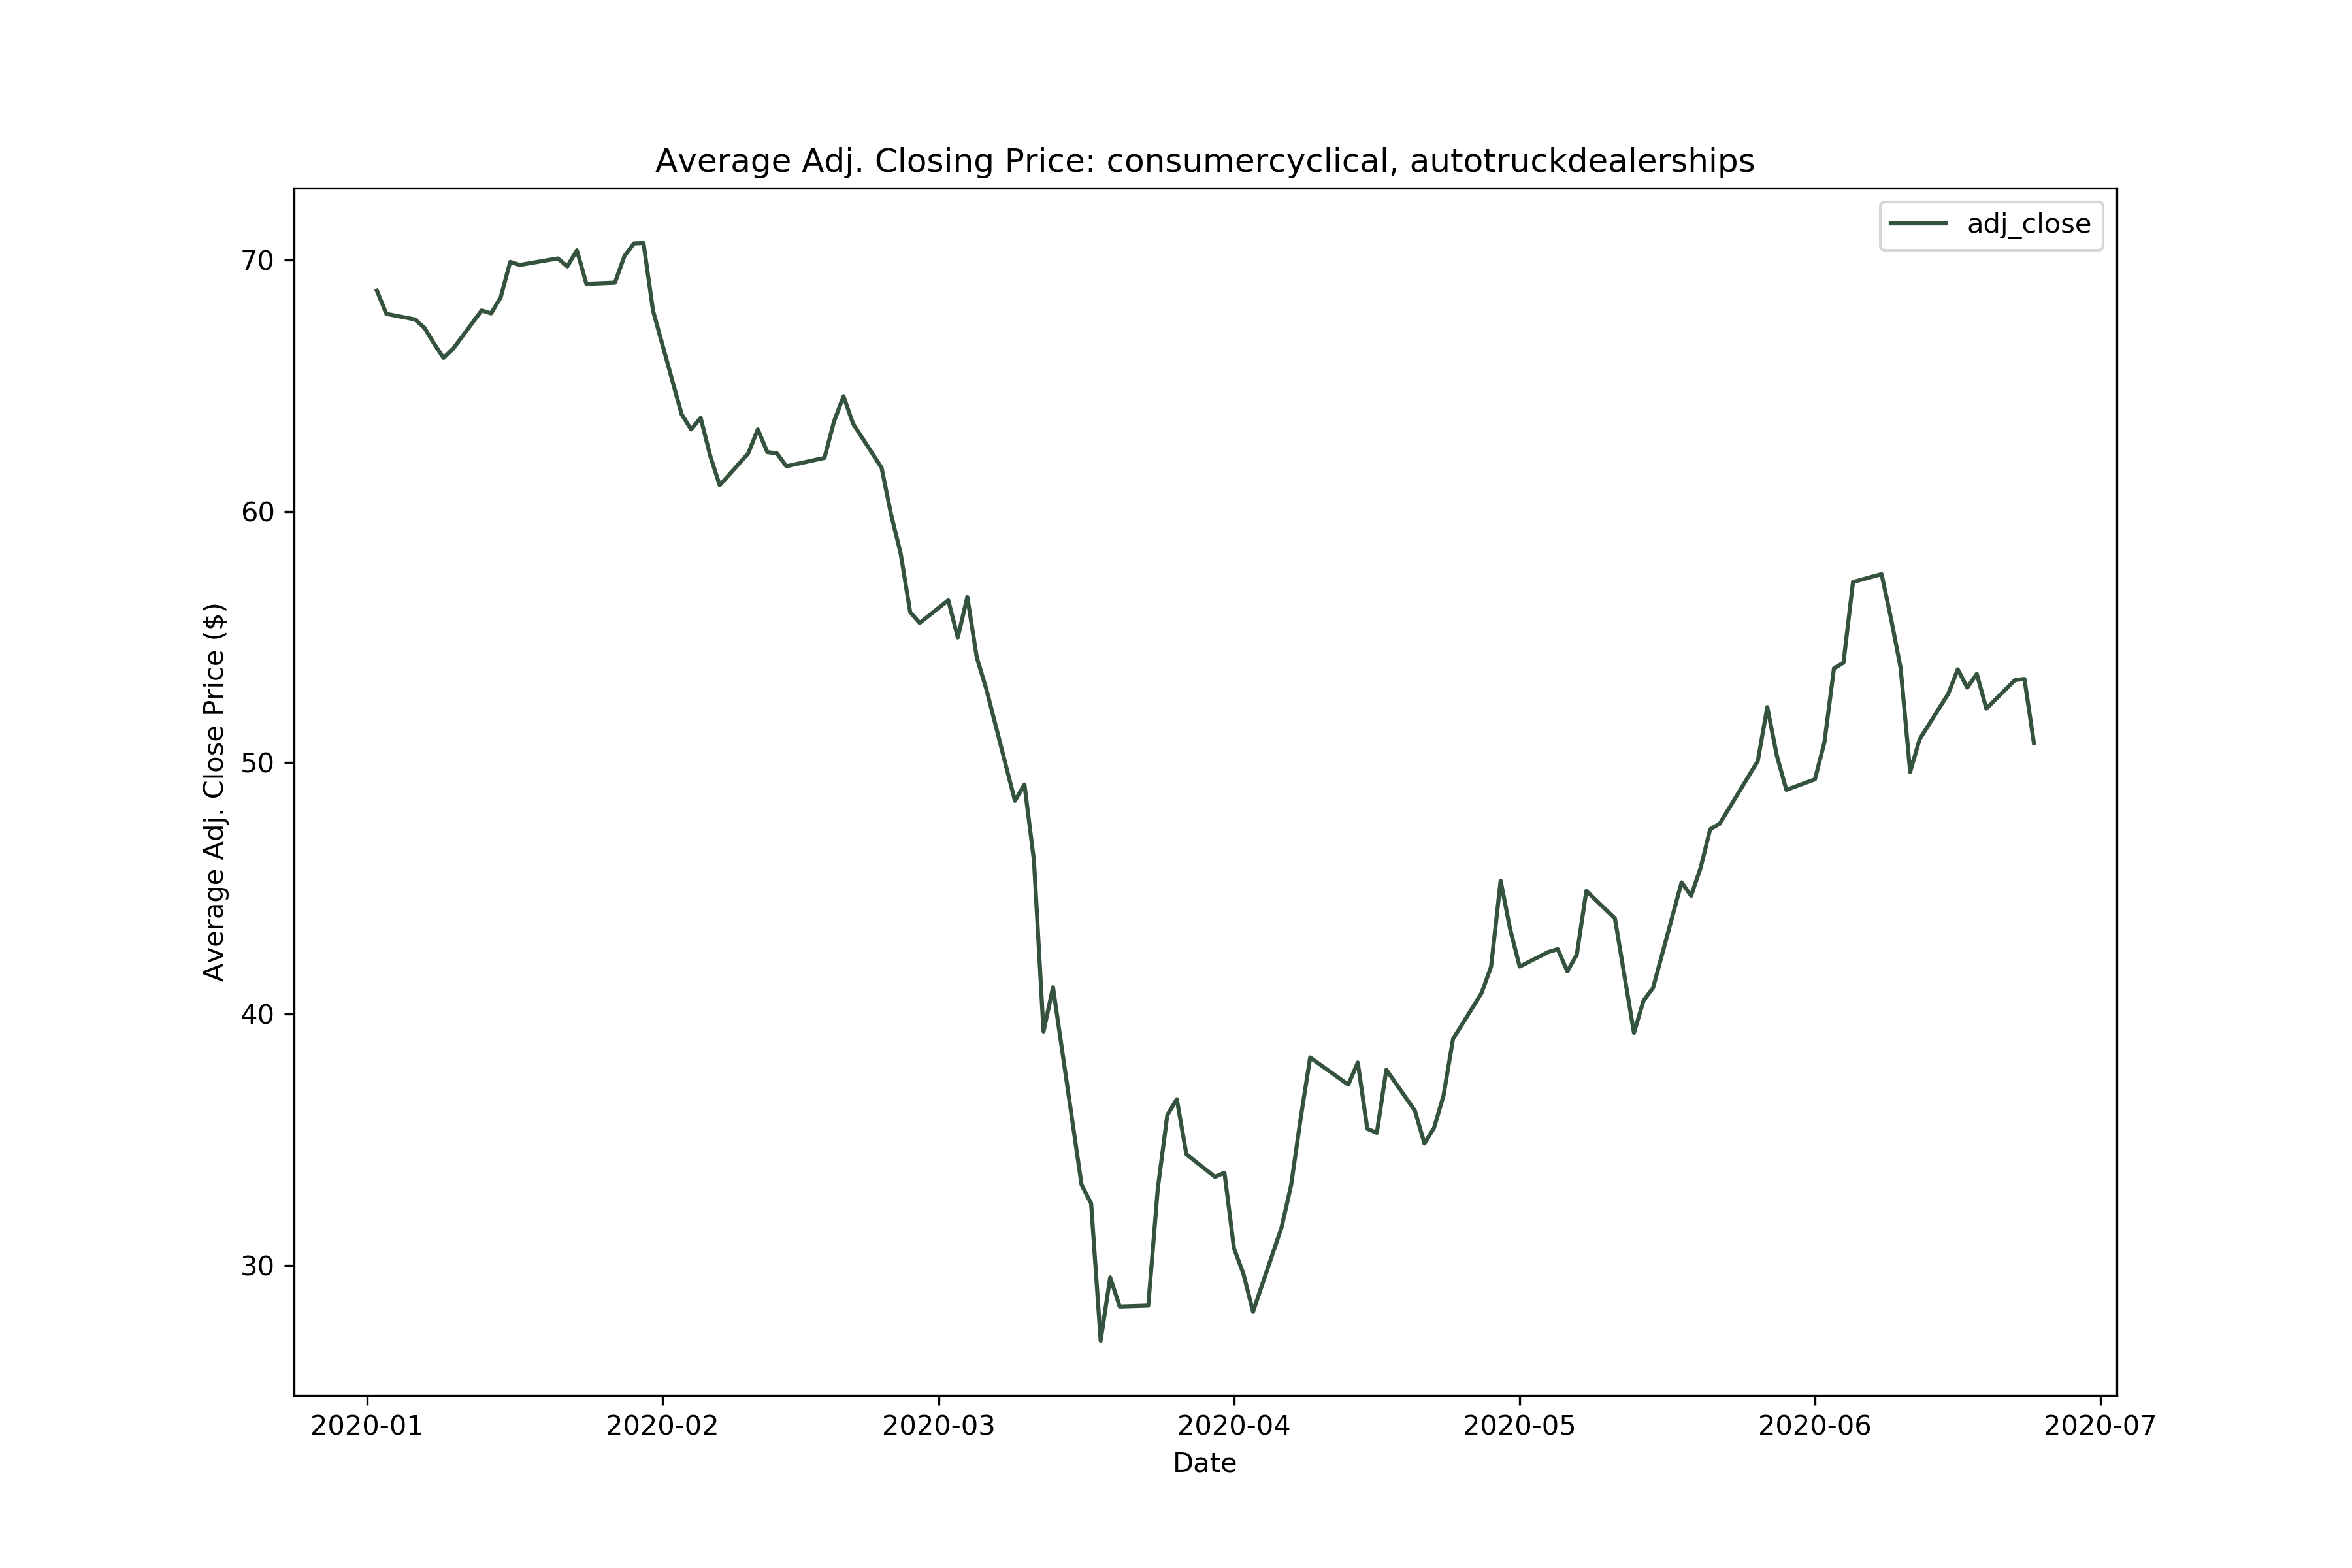 Average Adj. Closing Price: consumercyclical, autotruckdealerships
adj_close
Average Adj. Close Price ($)
70
60
50
40
30
2020-01 2020-02 2020-03 2020-04 2020-05 2020-06 2020-07
Date